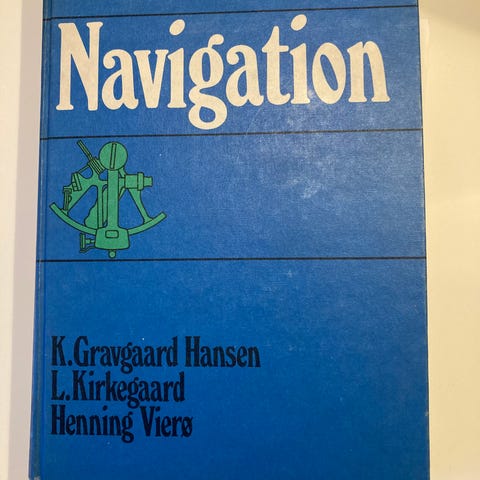 Navigation
K. Gravgaard Hansen
L. Kirkegaard
Henning Vierø